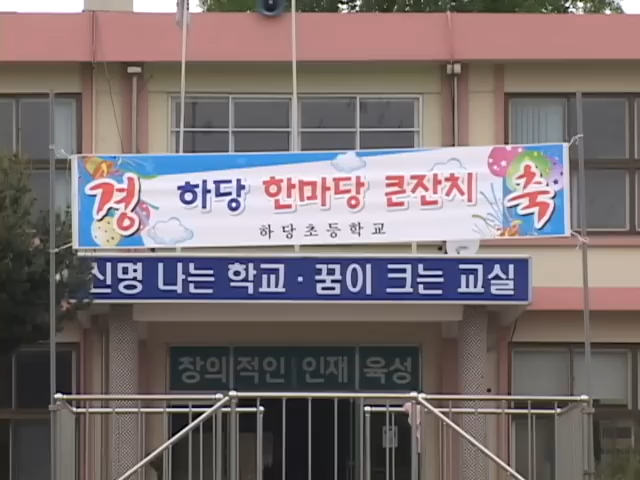 경 하당 한마당 큰잔치 축
하당초등학교
신명 나는 학교 · 꿈이 크는 교실
창의적인 인재 육성